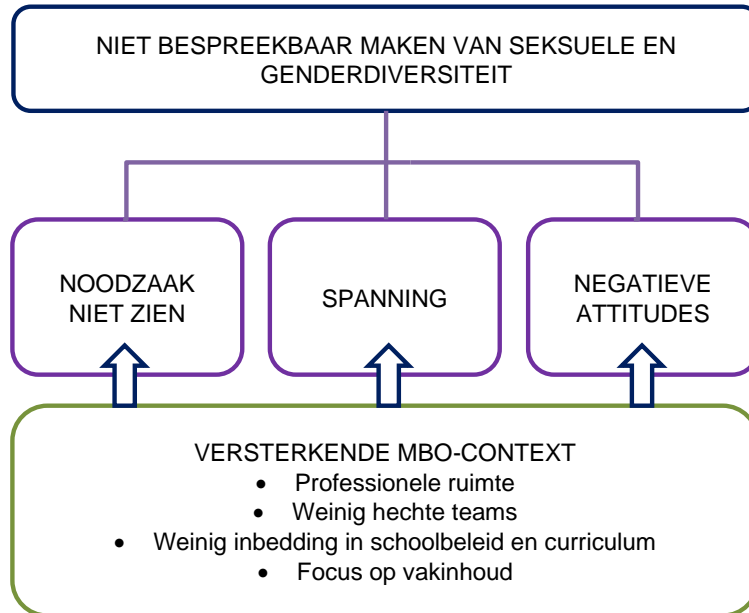 NIET BESPREEKBAAR MAKEN VAN SEKSUELE EN
GENDERDIVERSITEIT
NOODZAAK
NIET ZIEN
SPANNING
NEGATIEVE
ATTITUDES
VERSTERKENDE MBO-CONTEXT
• Professionele ruimte
• Weinig hechte teams
• Weinig inbedding in schoolbeleid en curriculum
• Focus op vakinhoud